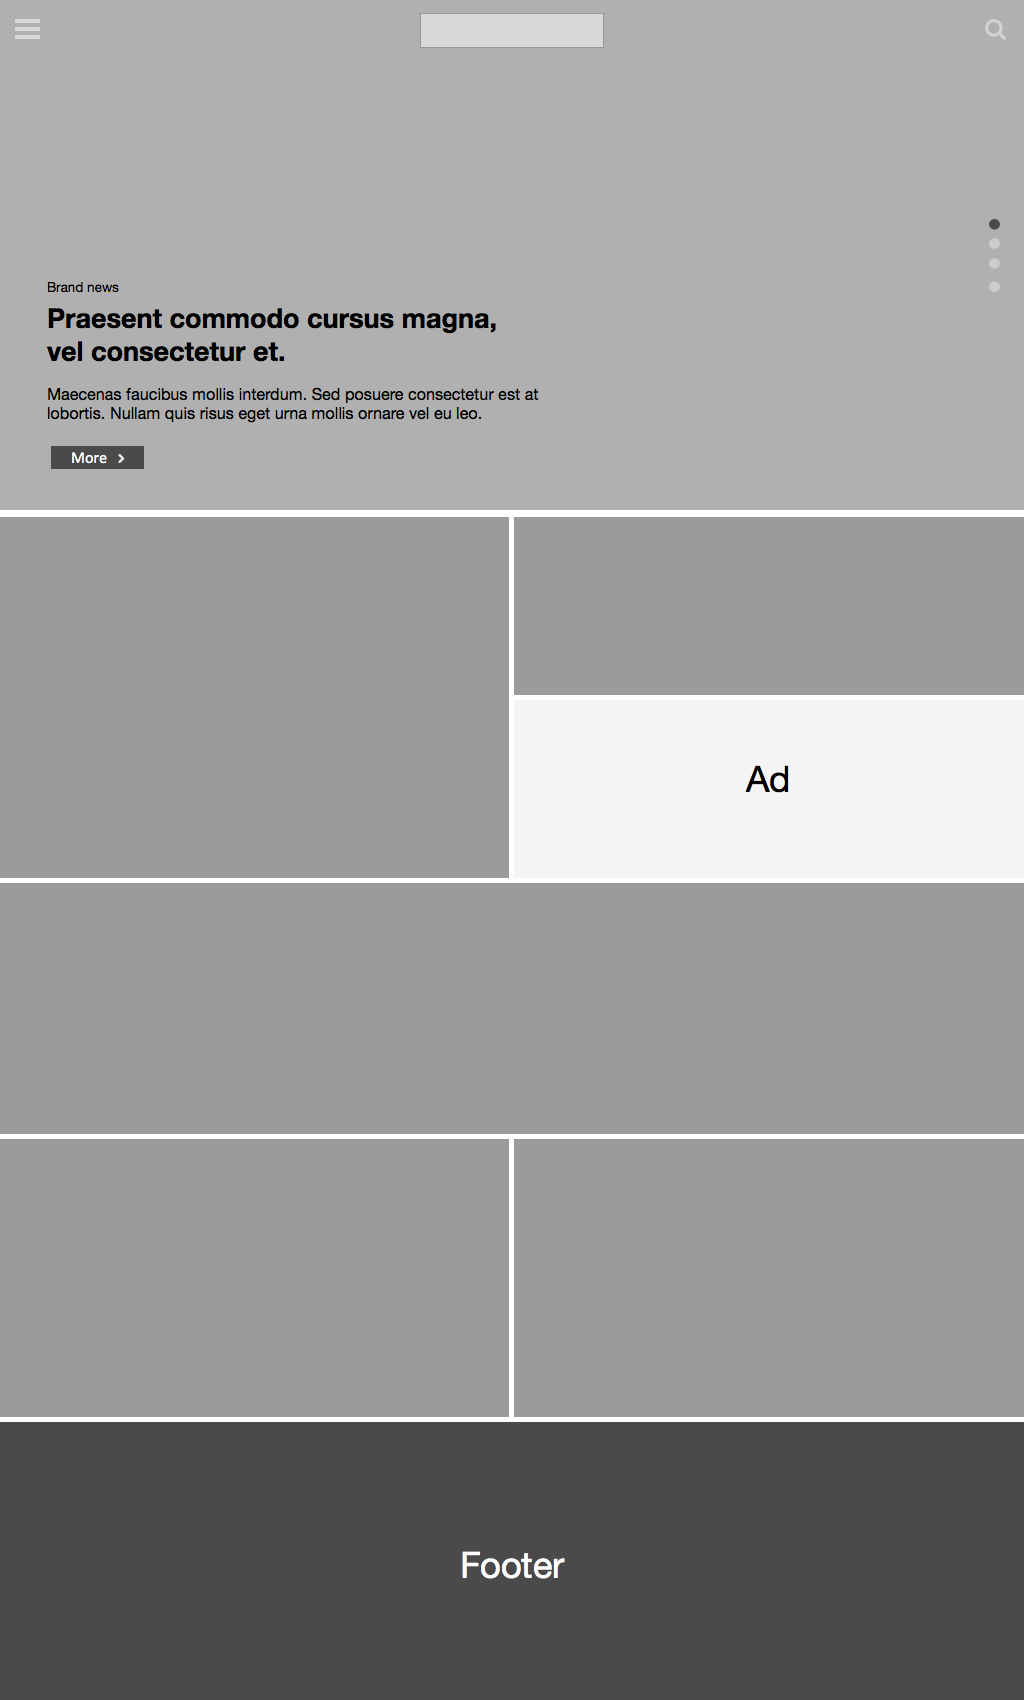 Brand news
Praesent commodo cursus magna,
vel consectetur et.
Maecenas faucibus mollis interdum. Sed posuere consectetur est at
lobortis. Nullam quis risus eget urna mollis ornare vel eu leo.
More
Ad
Footer